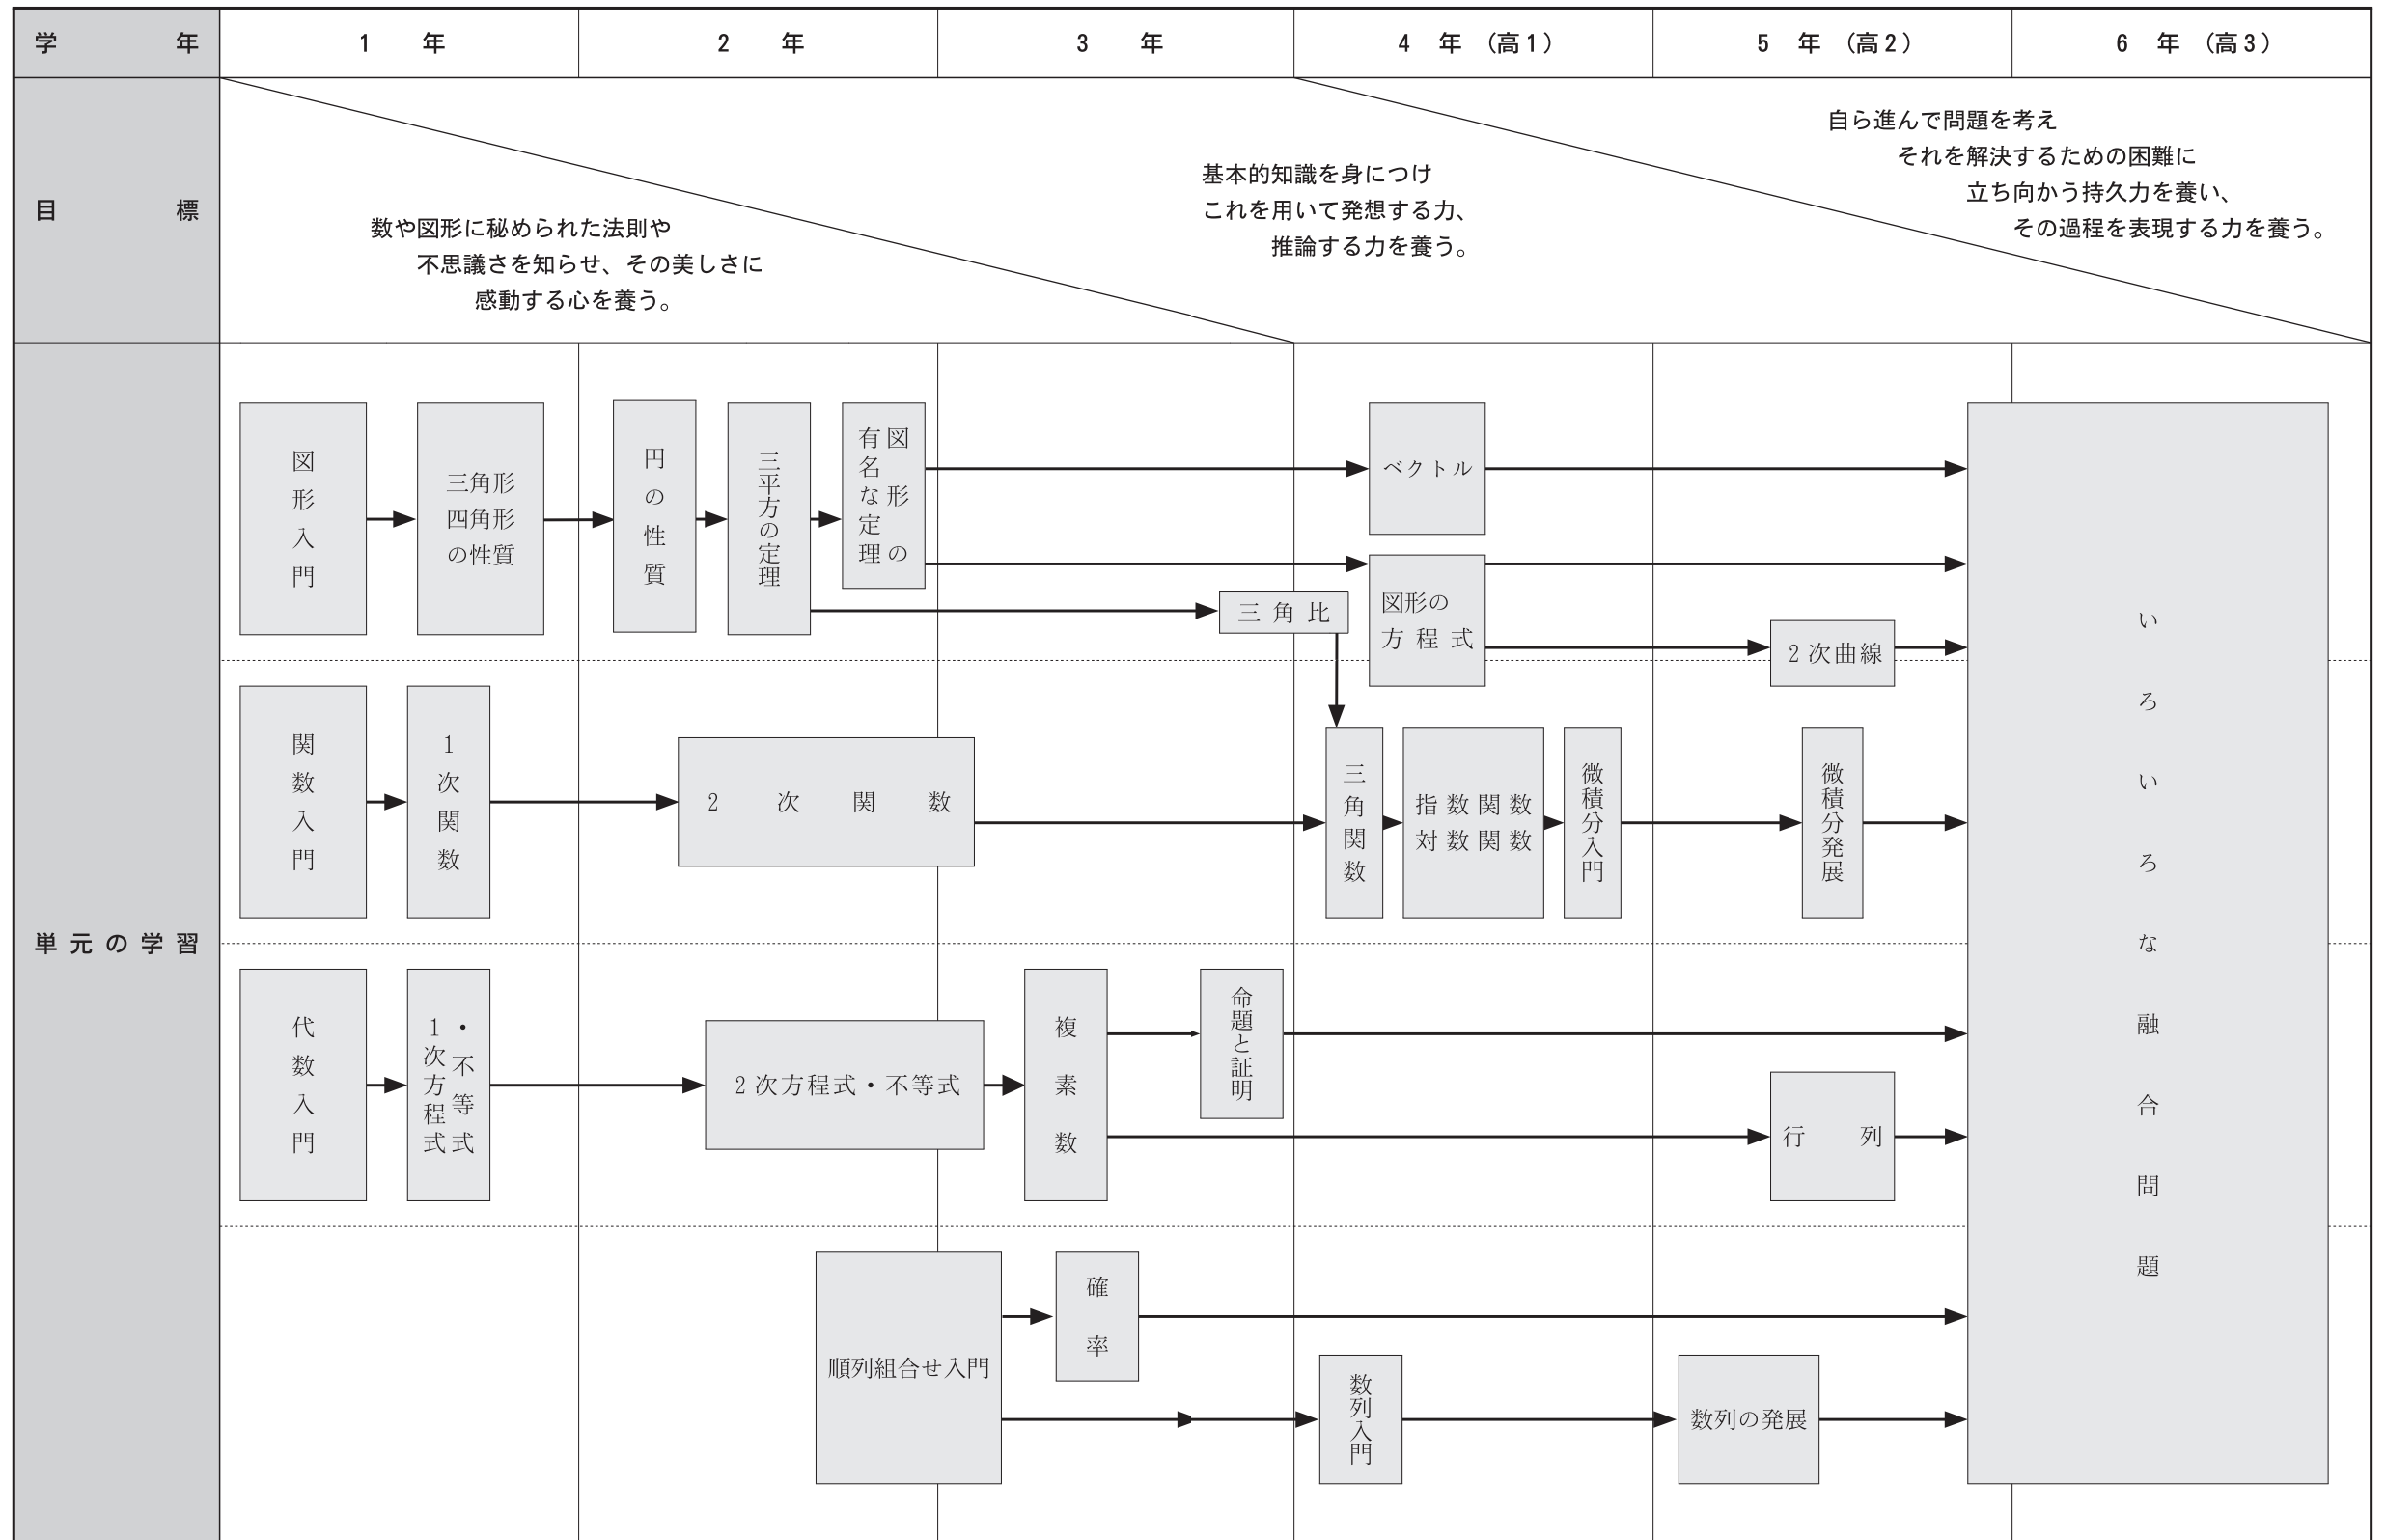 学年
1 年
2 年
3 年
4 年 （高1）
5 年 （高2）
6 年 （高3）
目標
数や図形に秘められた法則や
不思議さを知らせ、その美しさに
感動する心を養う。
基本的知識を身につけ
これを用いて発想する力、
推論する力を養う。
自ら進んで問題を考え
それを解決するための困難に
立ち向かう持久力を養い、
その過程を表現する力を養う。
単元の学習
図形入門
三角形
四角形
の性質
円の性質
三平方の定理
図形の
有名な定理
三角比
ベクトル
図形の
方程式
2次曲線
関数入門
1次関数
2次関数
三角関数
指数関数
対数関数
微積分入門
微積分発展
代数入門
・不等式
1次方程式
2次方程式・不等式
複素数
命題と証明
行列
順列組合せ入門
確率
数列入門
数列の発展
いろいろな融合問題